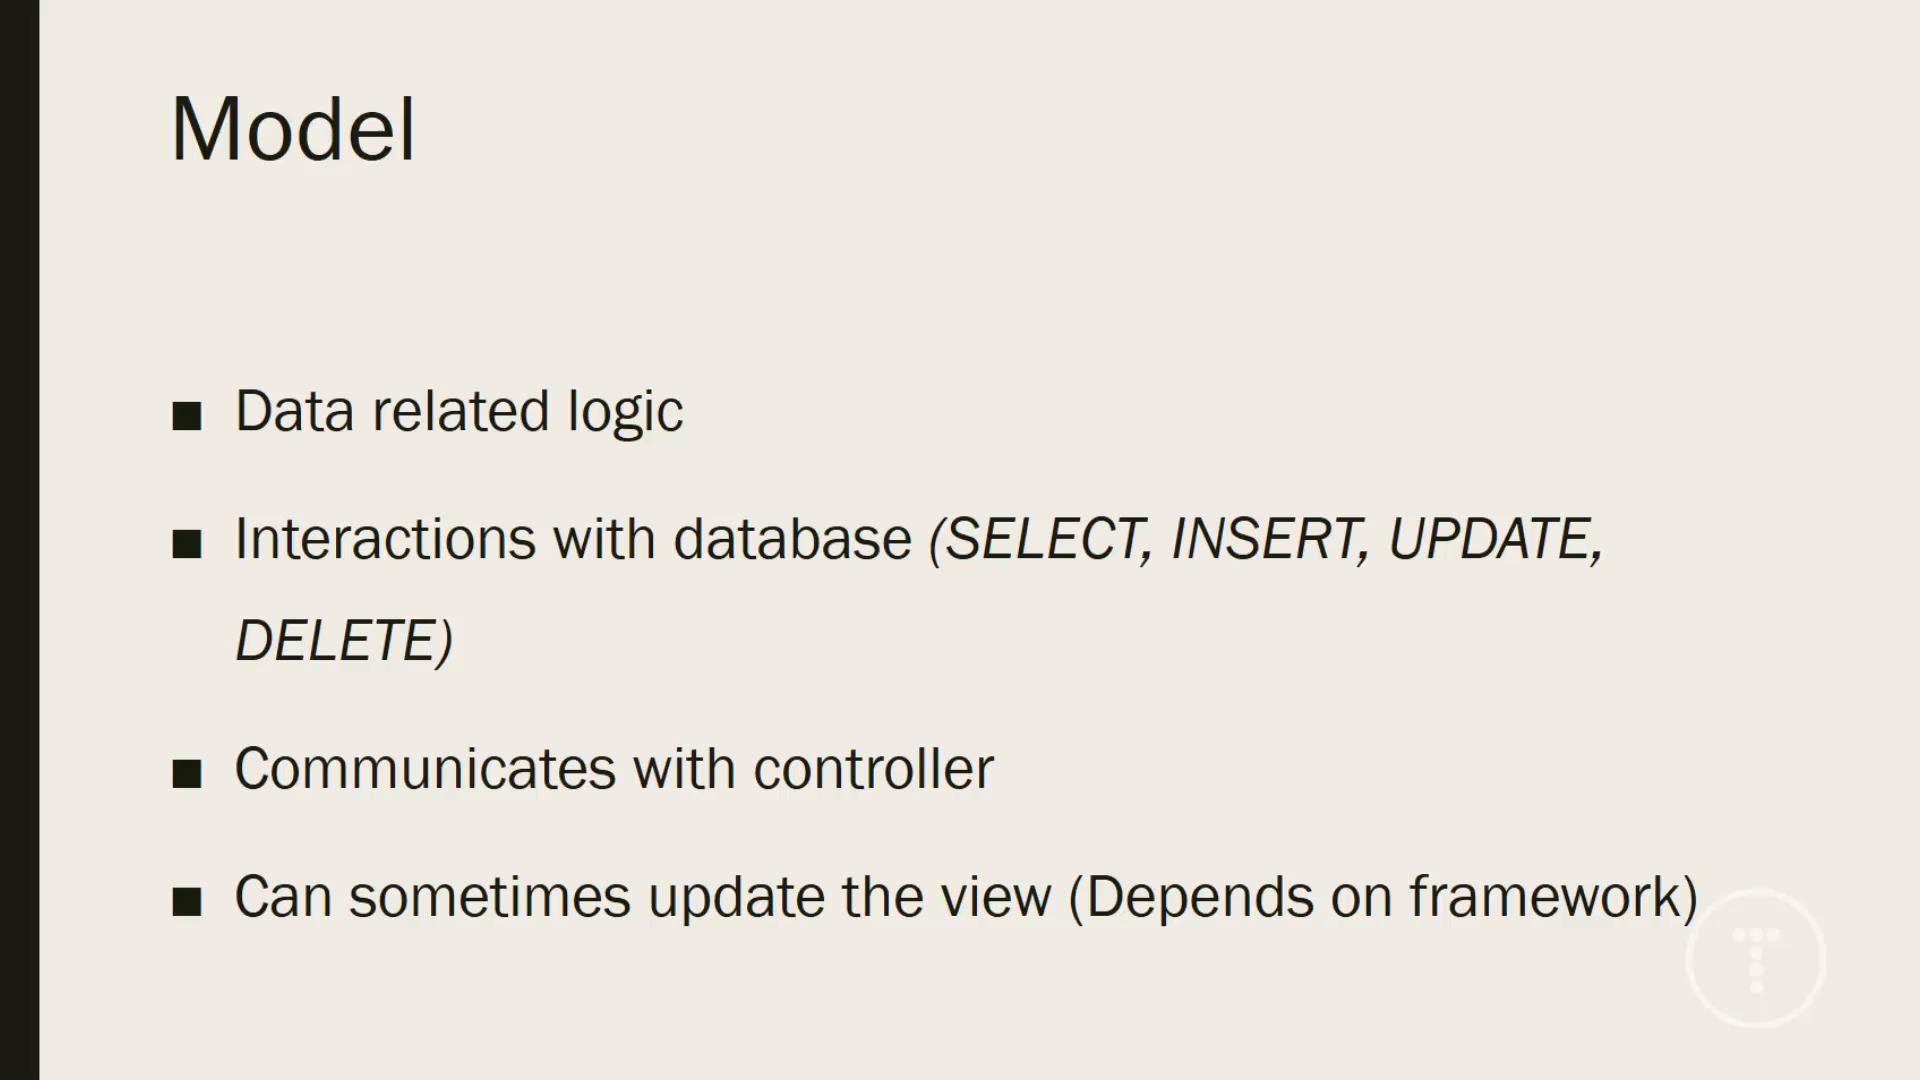 Model
■ Data related logic
■ Interactions with database (SELECT, INSERT, UPDATE,
DELETE)
■ Communicates with controller
■ Can sometimes update the view (Depends on framework)
T